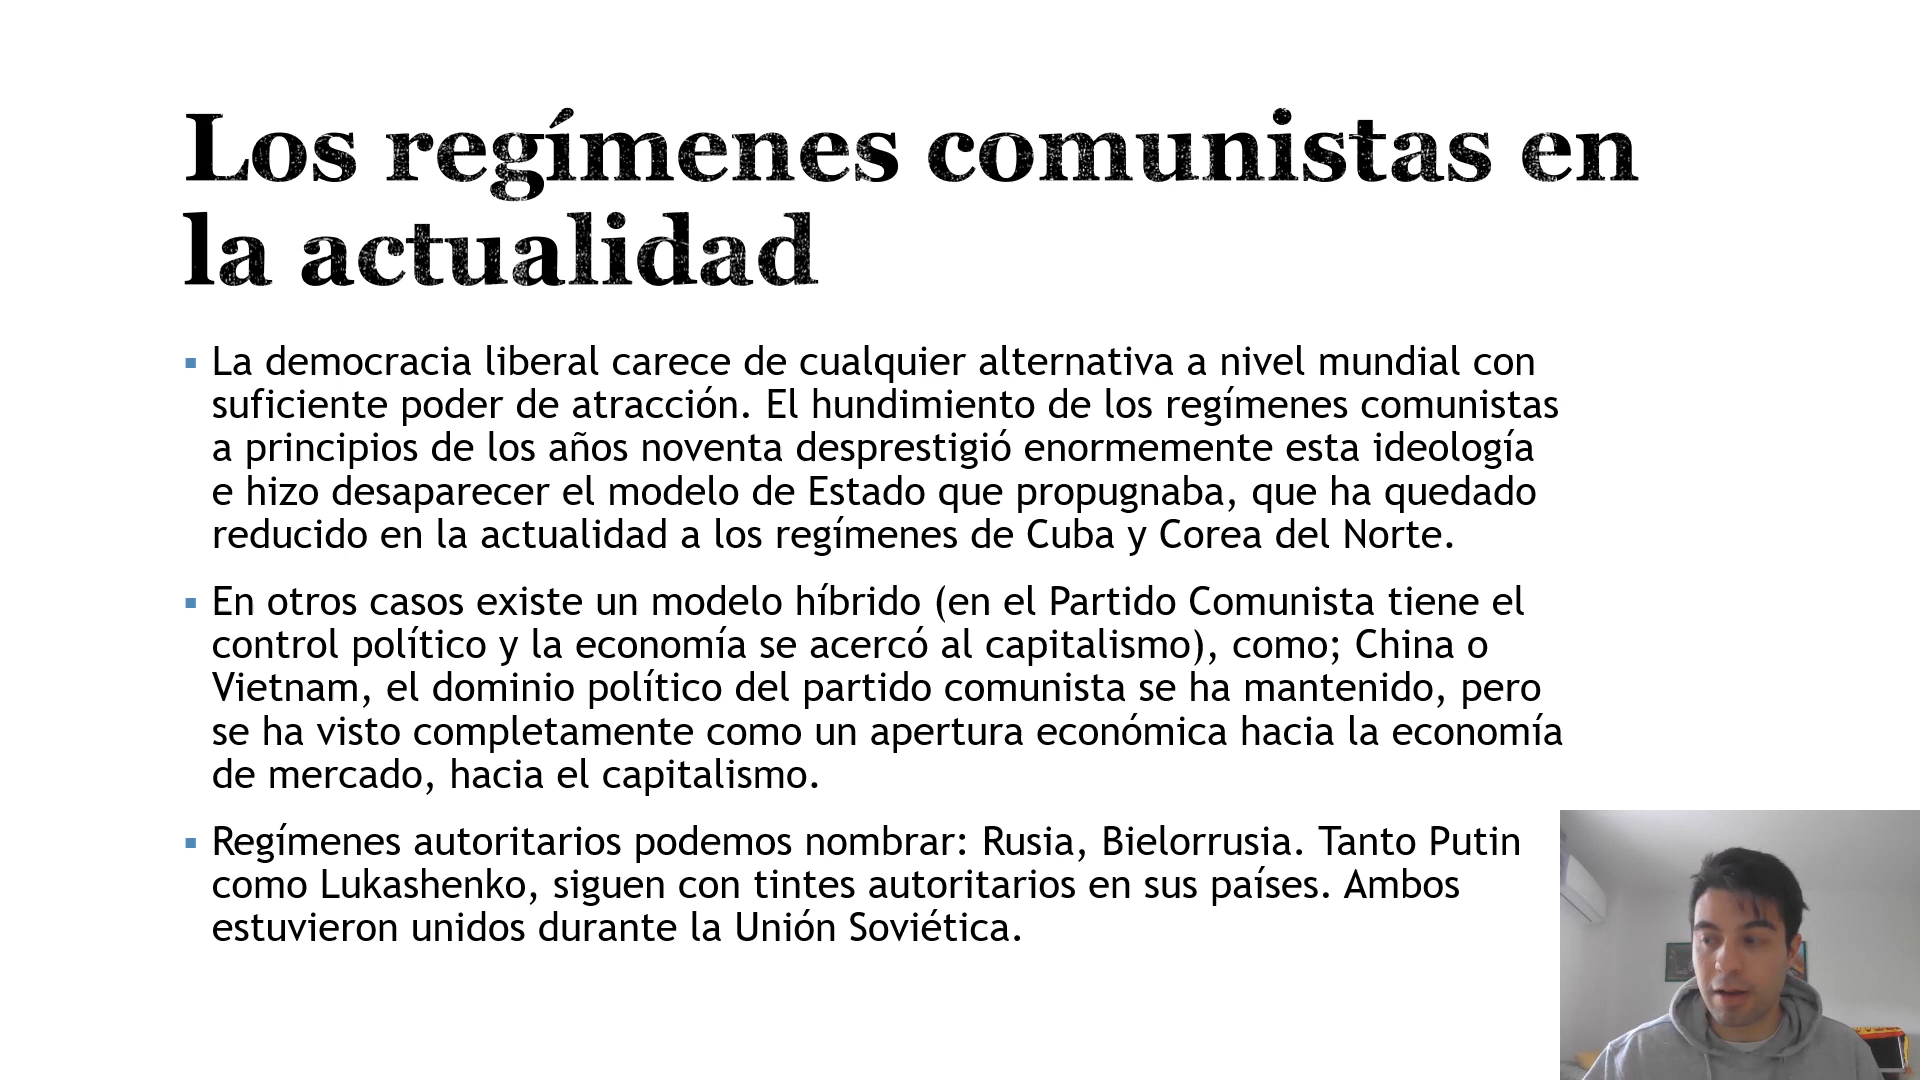 Los regímenes comunistas en
la actualidad
La democracia liberal carece de cualquier alternativa a nivel mundial con
suficiente poder de atracción. El hundimiento de los regímenes comunistas
a principios de los años noventa desprestigió enormemente esta ideología
e hizo desaparecer el modelo de Estado que propugnaba, que ha quedado
reducido en la actualidad a los regímenes de Cuba y Corea del Norte.
En otros casos existe un modelo híbrido (en el Partido Comunista tiene el
control político y la economía se acercó al capitalismo), como; China o
Vietnam, el dominio político del partido comunista se ha mantenido, pero
se ha visto completamente como un apertura económica hacia la economía
de mercado, hacia el capitalismo.
Regímenes autoritarios podemos nombrar: Rusia, Bielorrusia. Tanto Putin
como Lukashenko, siguen con tintes autoritarios en sus países. Ambos
estuvieron unidos durante la Unión Soviética.